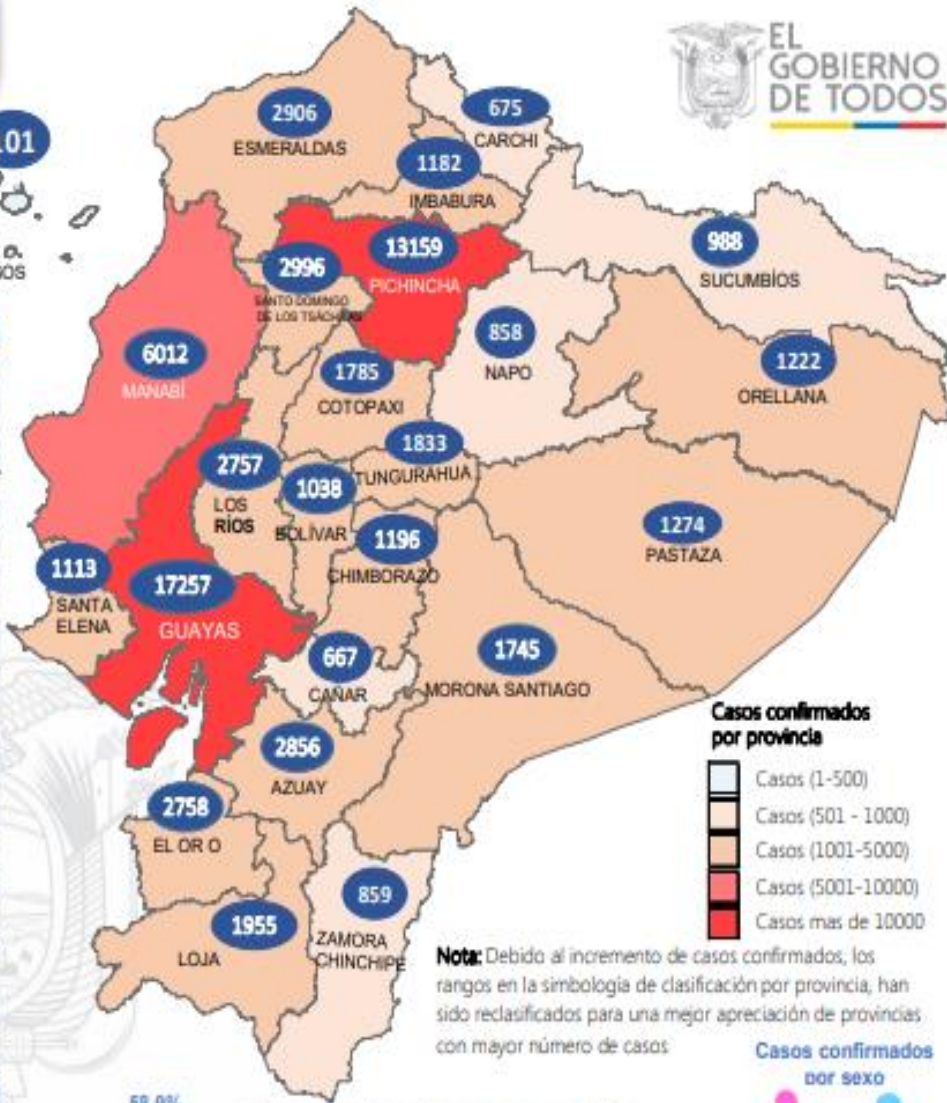 EL
GOBIERNO
DE TODOS
675
CARCHI
2906
ESMERALDAS
1182
IMBABURA
13159
PICHINCHA
988
SUCUMBÍOS
2996
SANTO DOMINGO
DE LOS TSÁCHILAS
858
NAPO
6012
MANABÍ
1785
COTOPAXI
1222
ORELLANA
1833
TUNGURAHUA
2757
LOS
RÍOS
1038
BOLÍVAR
1196
CHIMBORAZO
1274
PASTAZA
1113
SANTA
ELENA
17257
GUAYAS
667
CAÑAR
1745
MORONA SANTIAGO
2856
AZUAY
2758
EL OR O
859
ZAMORA
CHINCHIPE
1955
LOJA
Casos confirmados
por provincia
Casos (1-500)
Casos (501 - 1000)
Casos (1001-5000)
Casos (5001-10000)
Casos mas de 10000
Nota: Debido al incremento de casos confirmados, los
rangos en la simbología de clasificación por provincia, han
sido reclasificados para una mejor apreciación de provincias
con mayor número de casos
Casos confirmados
por sexo